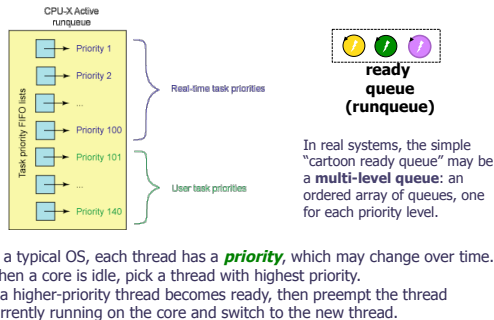 CPU-X Active
runqueue
Task priority FIFO lists
Priority 1
Priority 2
...
Priority 100
Priority 101
...
Priority 140
Real-time task priorities
User task priorities
ready
queue
(runqueue)
In real systems, the simple
“cartoon ready queue” may be
a multi-level queue: an
ordered array of queues, one
for each priority level.
a typical OS, each thread has a priority, which may change over time.
hen a core is idle, pick a thread with highest priority.
a higher-priority thread becomes ready, then preempt the thread
rrently running on the core and switch to the new thread.